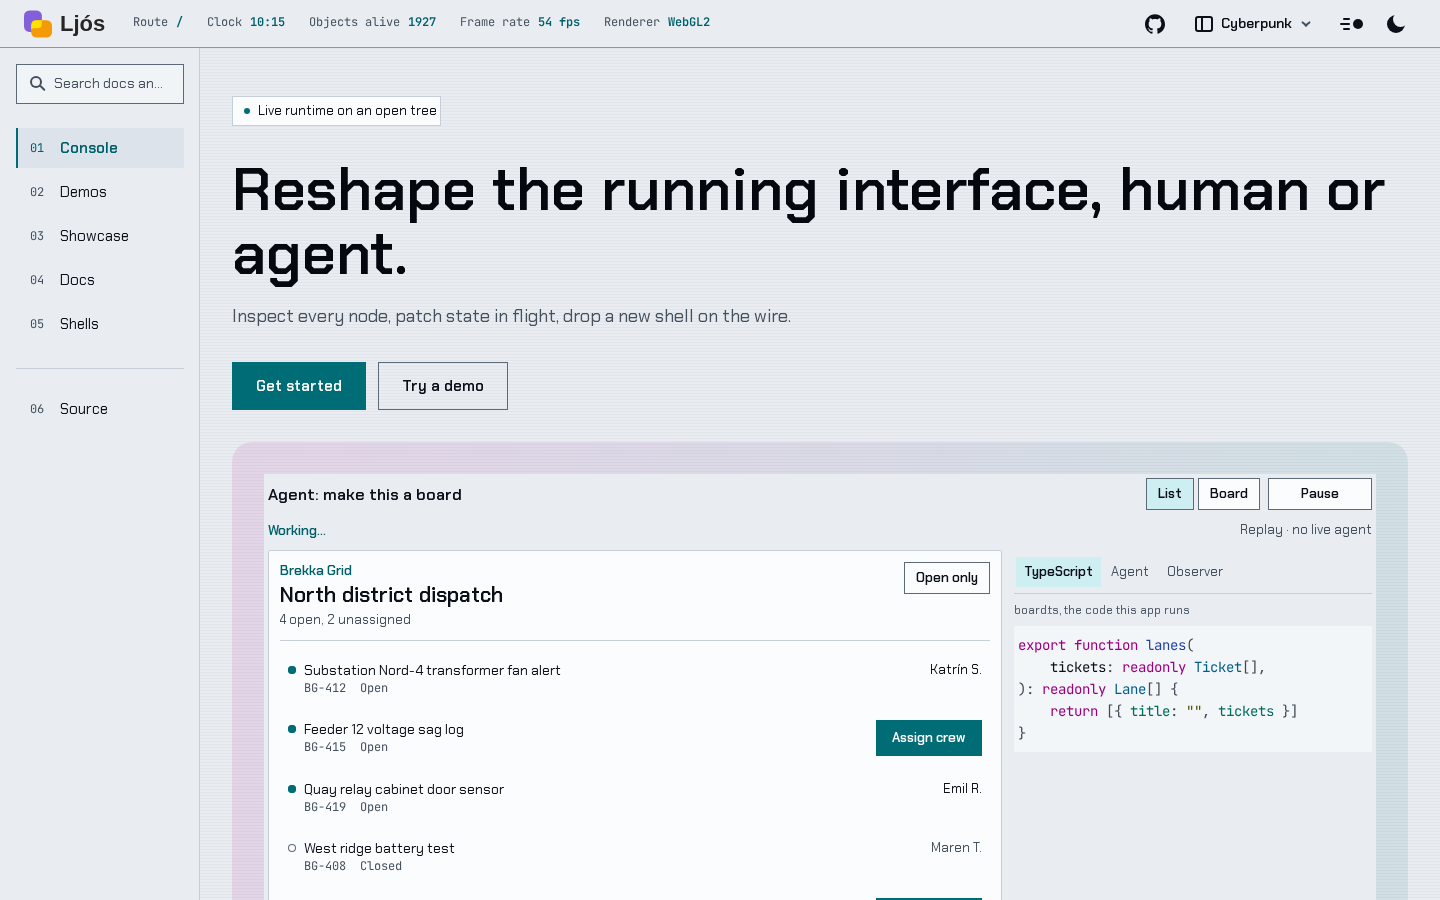 Ljós
Route /
Clock 10:15
Objects alive 1927
Frame rate 54 fps
Renderer WebGL2
Cyberpunk
Search docs an...
01 Console
02 Demos
03 Showcase
04 Docs
05 Shells
06 Source
Live runtime on an open tree
Reshape the running interface, human or
agent.
Inspect every node, patch state in flight, drop a new shell on the wire.
Get started
Try a demo
Agent: make this a board
List
Board
Pause
Working...
Replay · no live agent
Brekka Grid
North district dispatch
4 open, 2 unassigned
Open only
Substation Nord-4 transformer fan alert
BG-412 Open
Katrín S.
Feeder 12 voltage sag log
BG-415 Open
Assign crew
Quay relay cabinet door sensor
BG-419 Open
Emil R.
West ridge battery test
BG-408 Closed
Maren T.
TypeScript
Agent
Observer
board.ts, the code this app runs
export function lanes(
    tickets: readonly Ticket[],
): readonly Lane[] {
    return [{ title: "", tickets }]
}